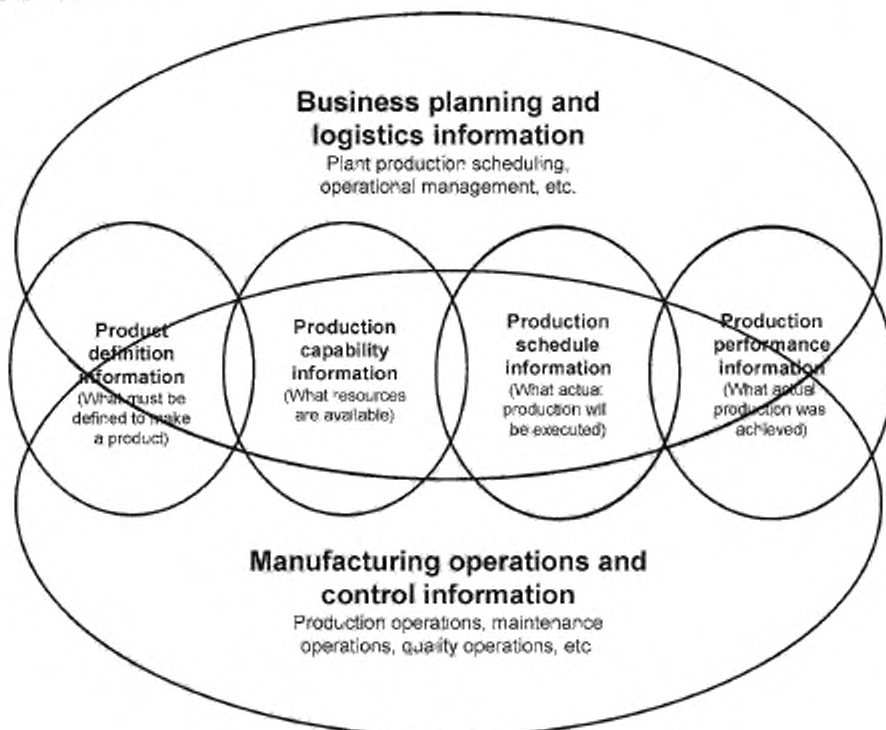 Business planning and
logistics information
Plant production scheduling,
operational management, etc.
Product
definition
information
(What must be
defined to make
a product)
Production
capability
information
(What resources
are available)
Production
schedule
information
(What actual
production will
be executed)
Production
performance
information
(What actual
production was
achieved)
Manufacturing operations and
control information
Production operations, maintenance
operations, quality operations, etc